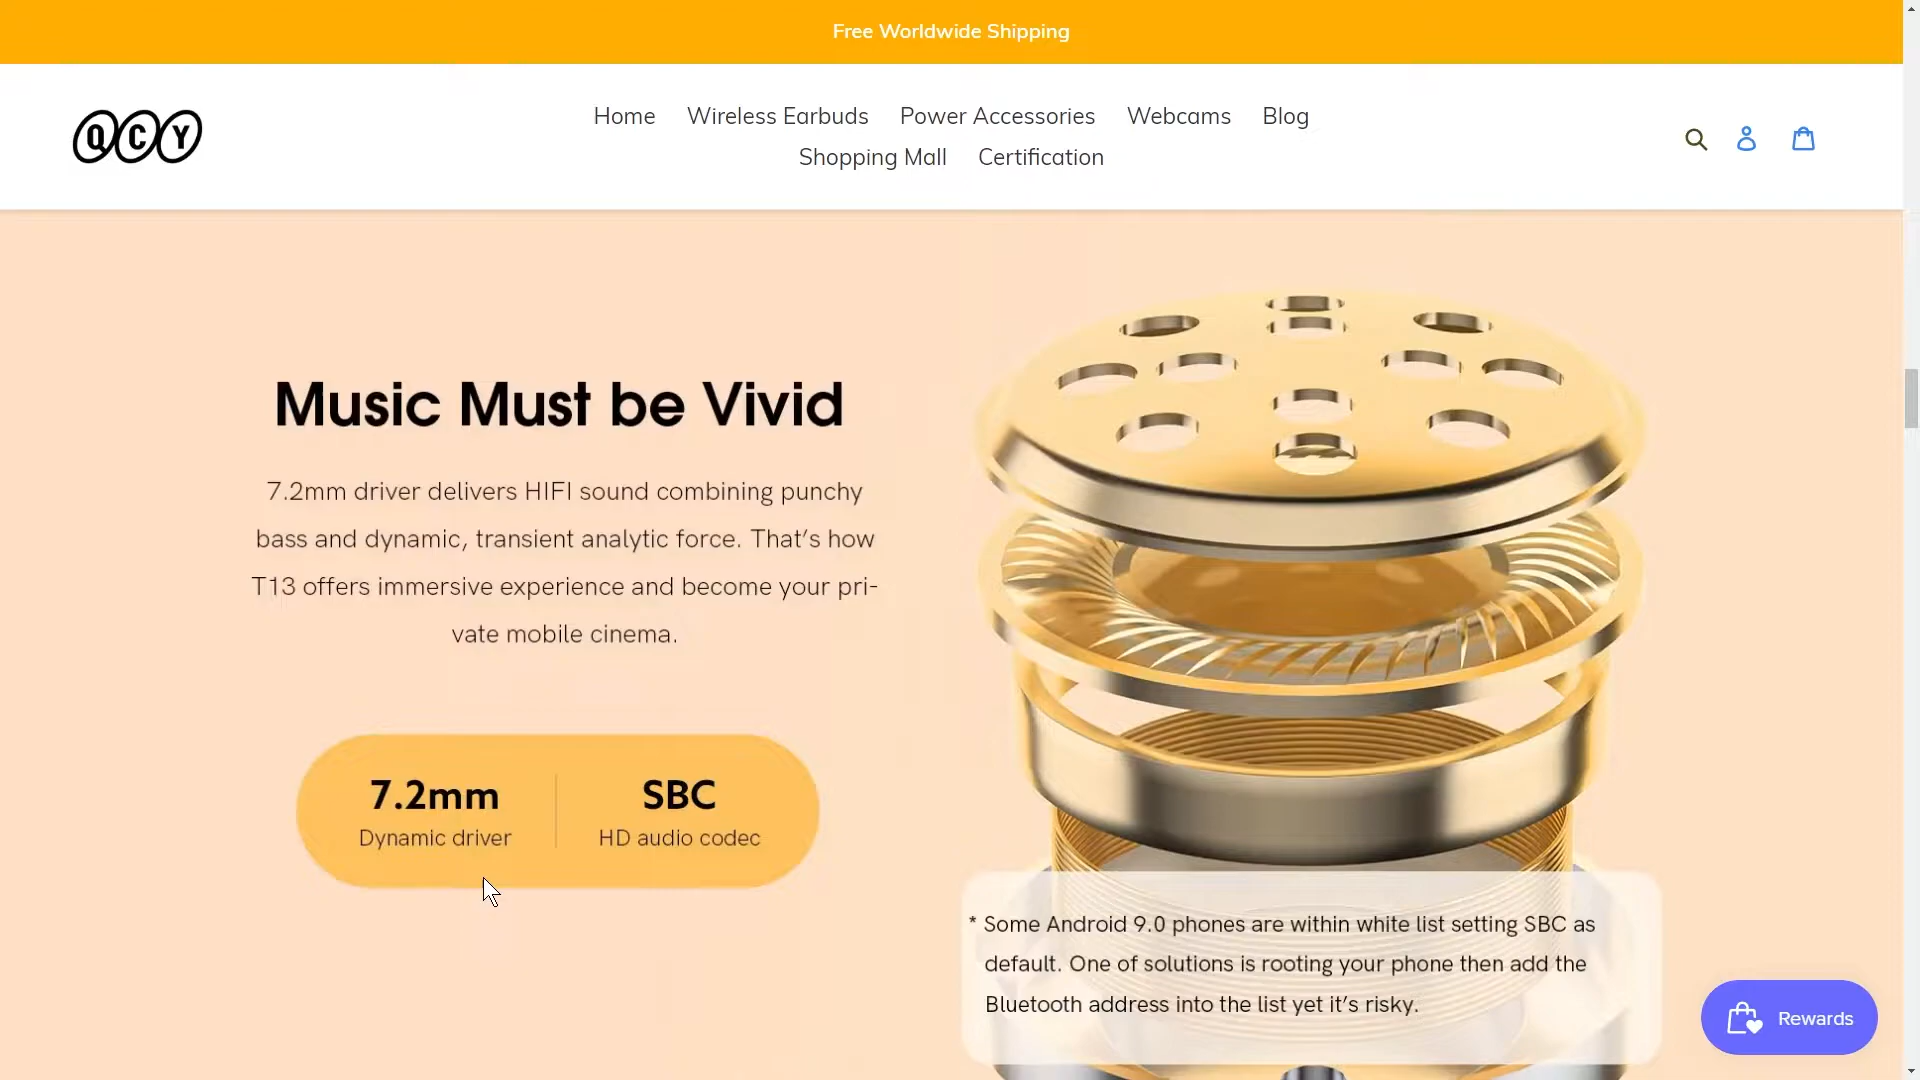 Free Worldwide Shipping
QCY
Home Wireless Earbuds Power Accessories Webcams Blog
Shopping Mall Certification
Music Must be Vivid
7.2mm driver delivers HIFI sound combining punchy
bass and dynamic, transient analytic force. That’s how
T13 offers immersive experience and become your pri-
vate mobile cinema.
7.2mm SBC
Dynamic driver HD audio codec
* Some Android 9.0 phones are within white list setting SBC as
default. One of solutions is rooting your phone then add the
Bluetooth address into the list yet it’s risky.
Rewards